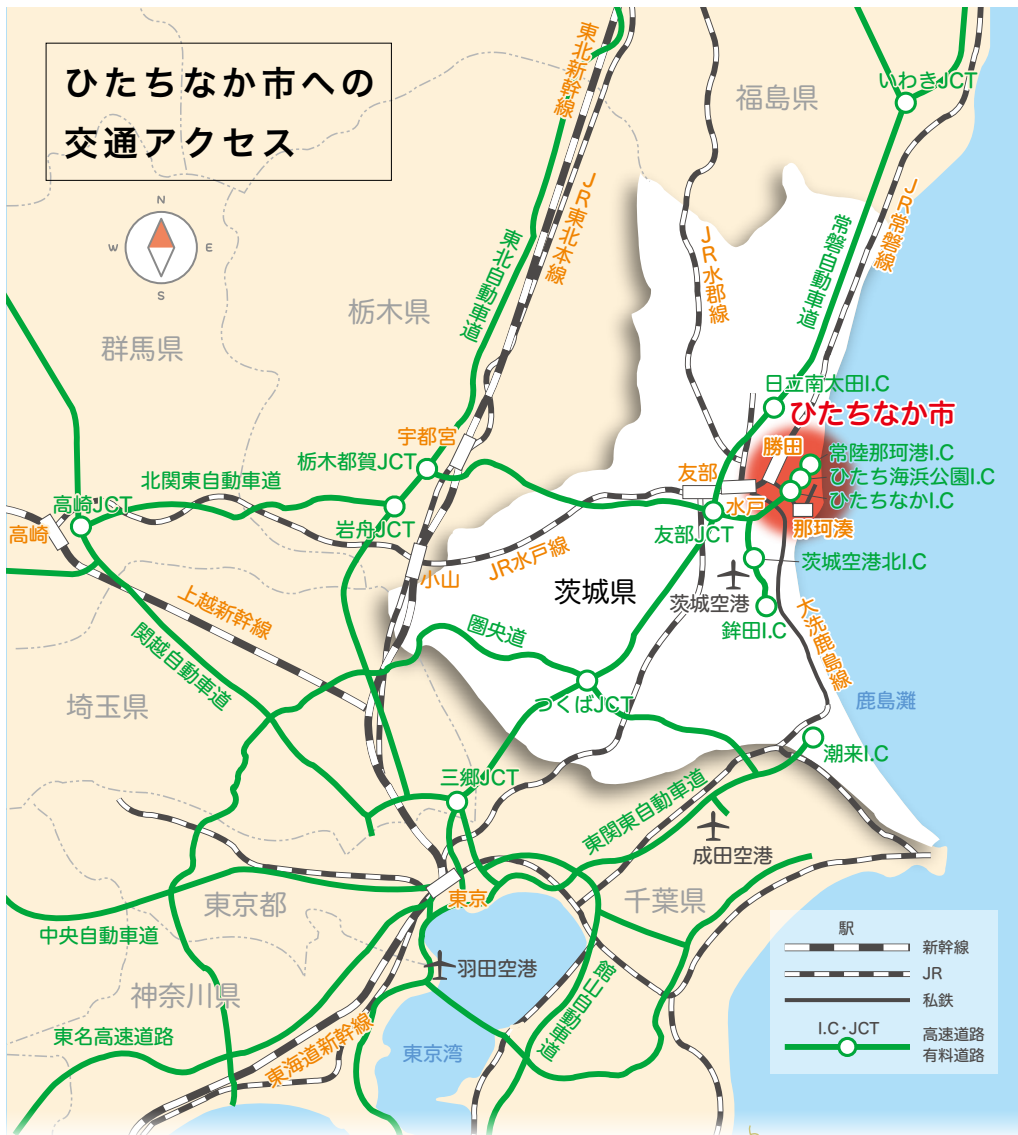 ひたちなか市への
交通アクセス
N
W
E
S
東北新幹線
福島県
いわきJCT
JR東北本線
JR常磐線
東北自動車道
JR水郡線
常磐自動車道
栃木県
群馬県
日立南太田I.C
ひたちなか市
宇都宮
勝田
常陸那珂港I.C
栃木都賀JCT
友部
ひたち海浜公園I.C
北関東自動車道
水戸
ひたちなかI.C
高崎JCT
岩舟JCT
友部JCT
那珂湊
高崎
JR水戸線
茨城空港北I.C
小山
茨城県
茨城空港
上越新幹線
鉾田I.C
大洗鹿島線
圏央道
関越自動車道
埼玉県
つくばJCT
鹿島灘
潮来I.C
三郷JCT
東関東自動車道
成田空港
東京都
東京
千葉県
中央自動車道
羽田空港
神奈川県
館山自動車道
東名高速道路
東海道新幹線
東京湾
駅
新幹線
JR
私鉄
I.C・JCT
高速道路
有料道路